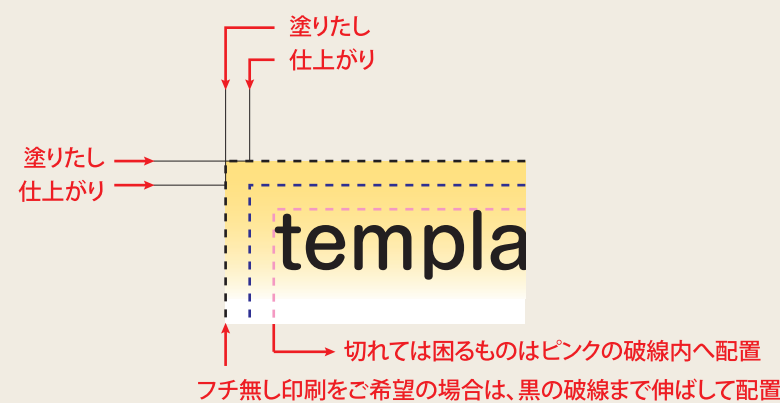 塗りたし
仕上がり
塗りたし
仕上がり
templa
切れては困るものはピンクの破線内へ配置
フチ無し印刷をご希望の場合は、黒の破線まで伸ばして配置